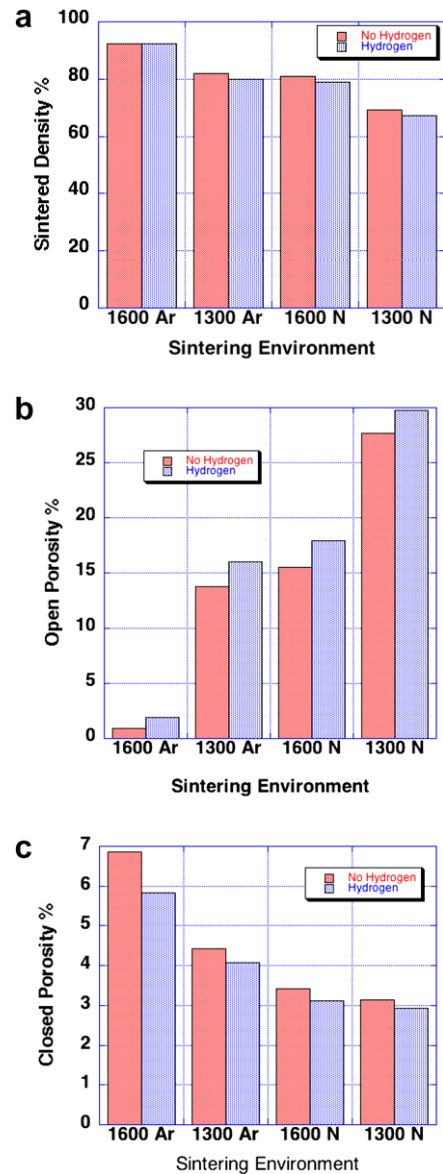 a
100
80
60
40
20
0
Sintered Density %
No Hydrogen
Hydrogen
1600 Ar 1300 Ar 1600 N 1300 N
Sintering Environment
b
30
25
20
15
10
5
0
Open Porosity %
No Hydrogen
Hydrogen
1600 Ar 1300 Ar 1600 N 1300 N
Sintering Environment
c
7
6
5
4
3
2
1
0
Closed Porosity %
No Hydrogen
Hydrogen
1600 Ar 1300 Ar 1600 N 1300 N
Sintering Environment